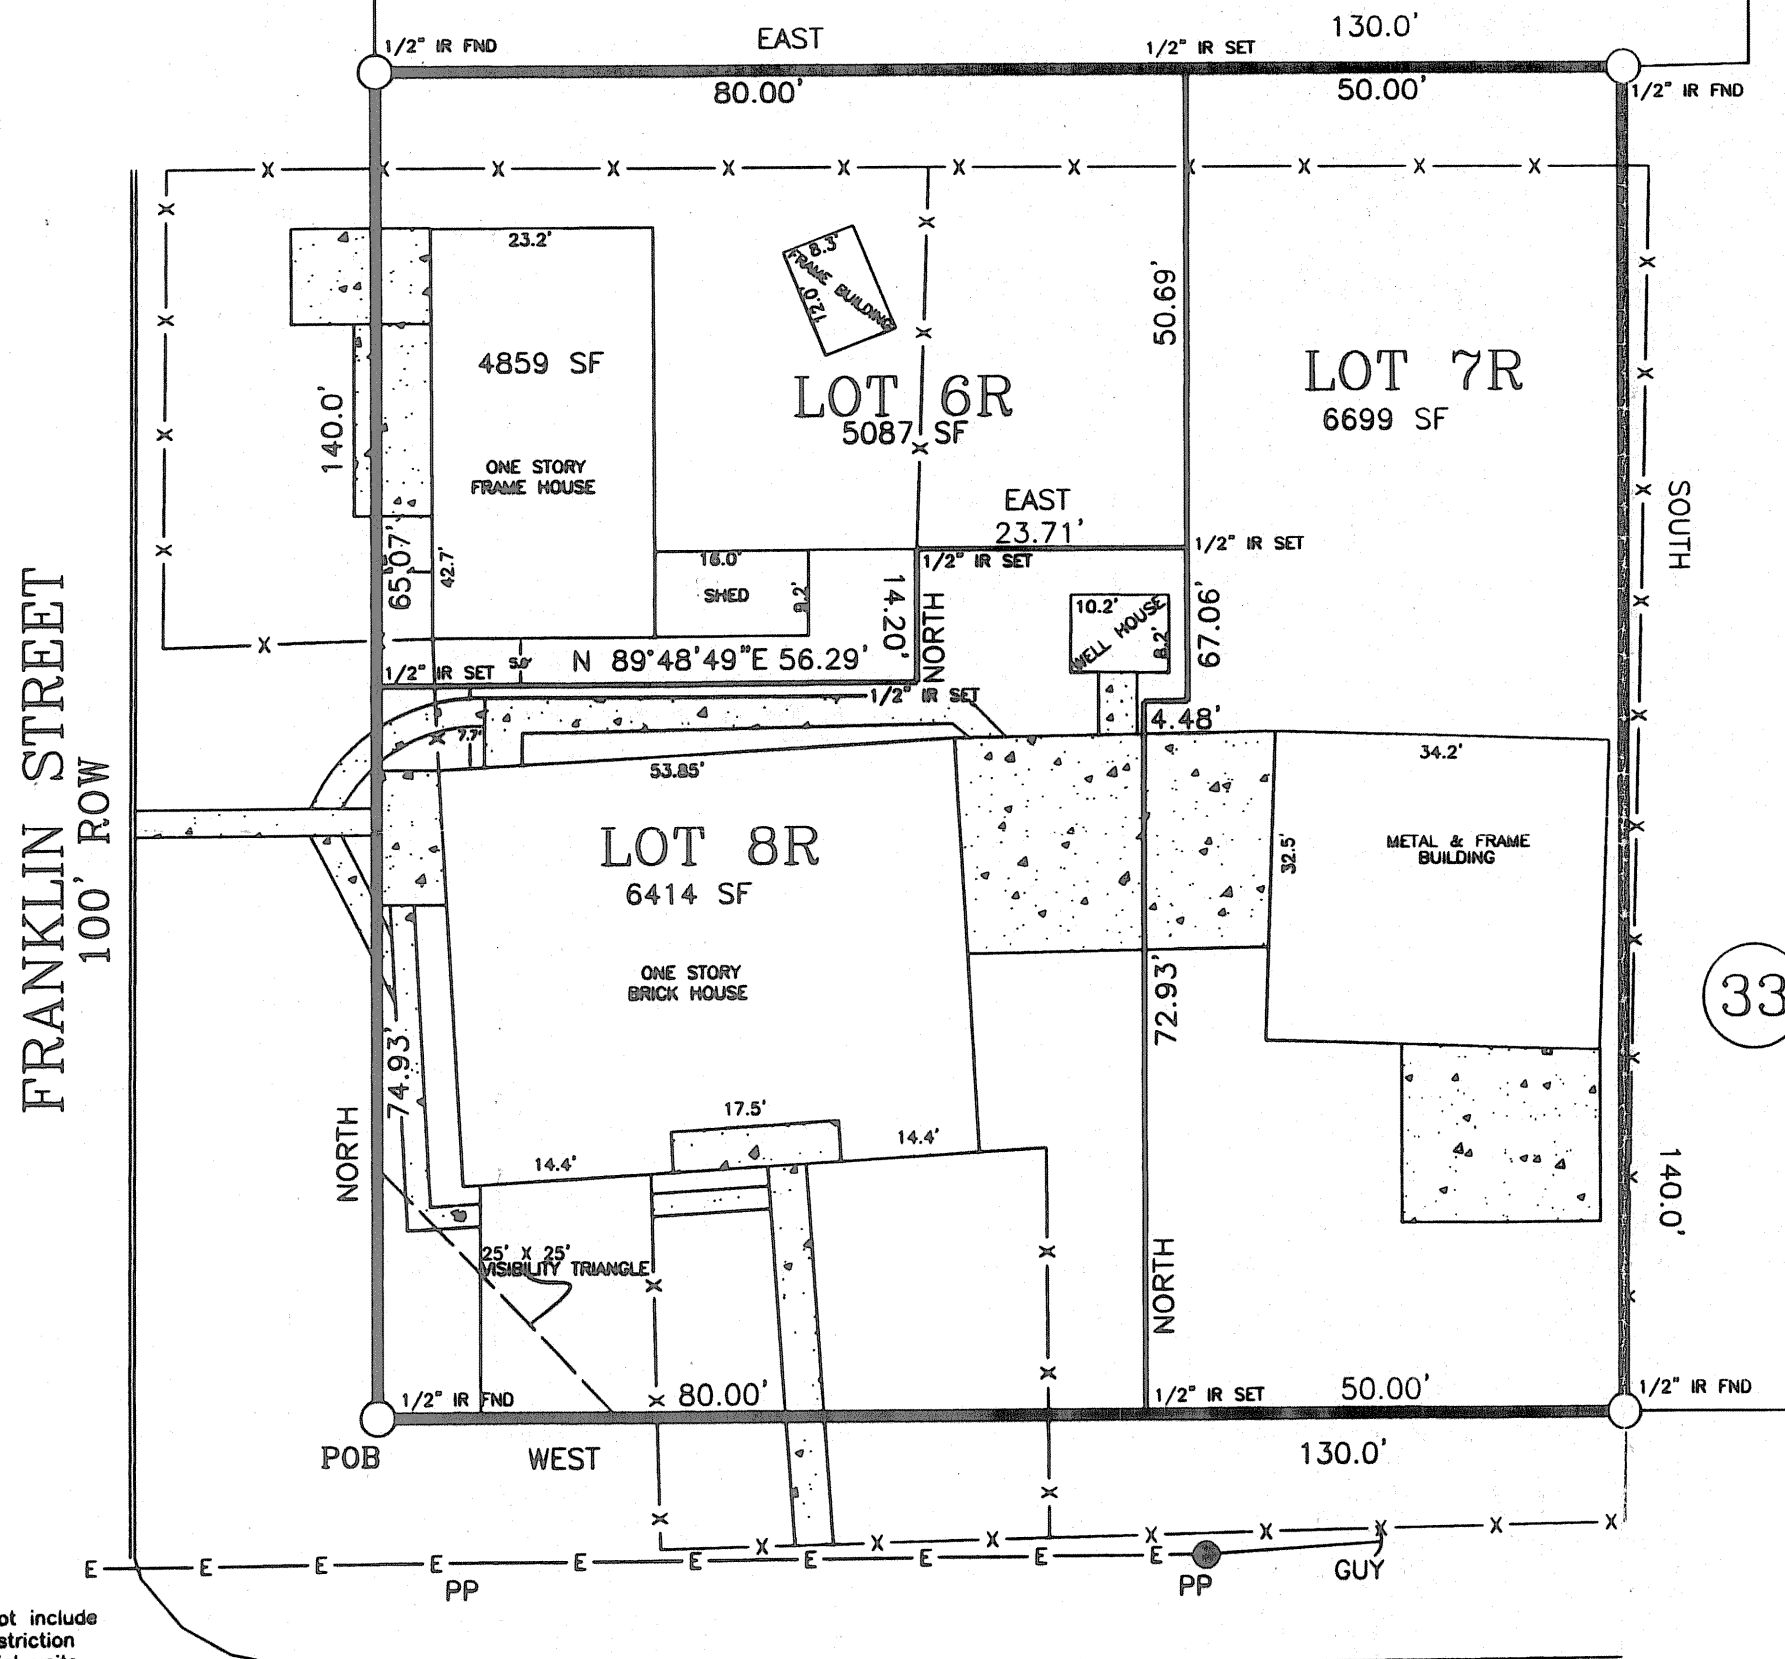 130.0'
1/2" IR FND
EAST
1/2" IR SET
80.00'
50.00'
1/2" IR FND
23.2'
8.3'
FRAME BUILDING
12.0'
50.69'
4859 SF
LOT 6R
5087 SF
LOT 7R
6699 SF
140.0'
ONE STORY
FRAME HOUSE
EAST
23.71'
SOUTH
1/2" IR SET
1/2" IR SET
65.07'
42.7'
16.0'
SHED
14.20'
NORTH
10.2'
WELL HOUSE
8.2'
67.06'
FRANKLIN STREET
100' ROW
1/2" IR SET
5.0'
N 89°48'49"E 56.29'
1/2" IR SET
4.48'
7.7'
53.85'
34.2'
LOT 8R
6414 SF
METAL & FRAME
BUILDING
32.5'
ONE STORY
BRICK HOUSE
72.93'
33
74.93'
NORTH
17.5'
14.4'
14.4'
140.0'
25' X 25'
VISIBILITY TRIANGLE
NORTH
1/2" IR FND
80.00'
1/2" IR SET
50.00'
1/2" IR FND
POB
WEST
130.0'
E E E E E E E E E E
PP
PP
GUY
ot include
striction